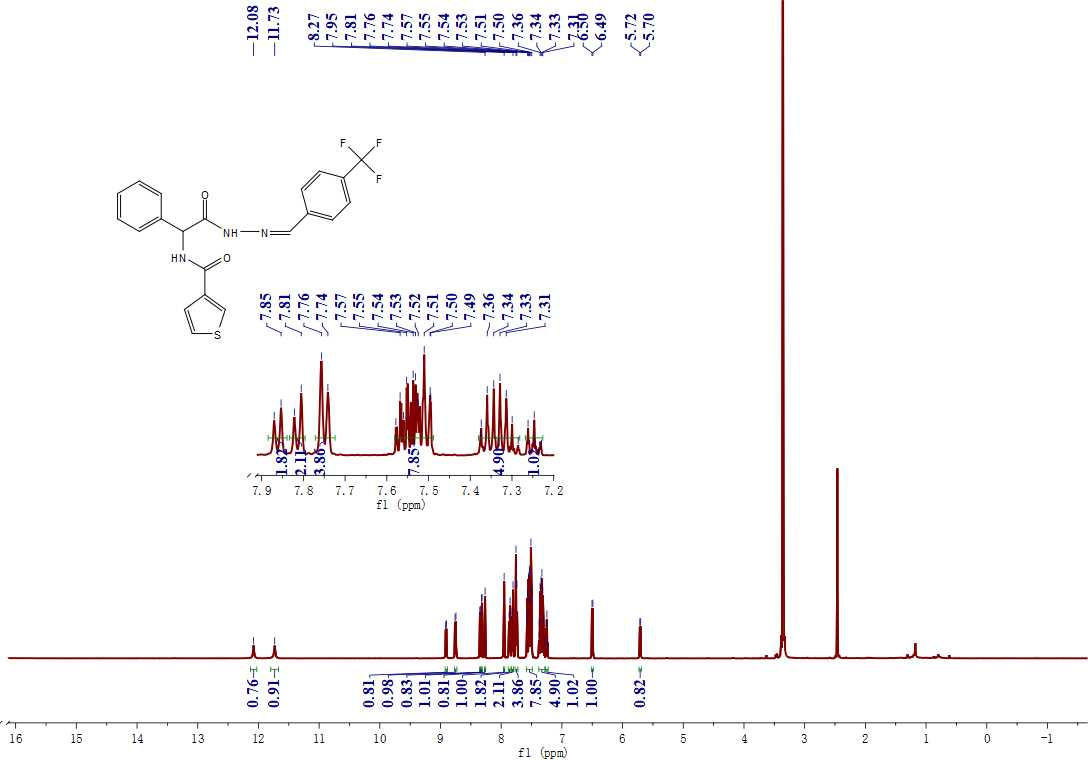 12.08 11.73 8.27 7.95 7.81 7.76 7.74 7.57 7.55 7.54 7.53 7.51 7.50 7.36 7.34 7.33 7.31 6.50 6.49 5.72 5.70
F F
F
O
NH N
HN O
S
7.85 7.81 7.76 7.74 7.57 7.55 7.54 7.53 7.52 7.51 7.50 7.49 7.36 7.34 7.33 7.31
1.82 2.11 3.86 7.85 4.90 1.02
7.9 7.8 7.7 7.6 7.5 7.4 7.3 7.2
f1 (ppm)
0.76 0.91 0.81 0.98 0.83 1.01 0.81 1.00 1.82 2.11 3.86 7.85 4.90 1.02 1.00 0.82
16 15 14 13 12 11 10 9 8 7 6 5 4 3 2 1 0 -1
f1 (ppm)